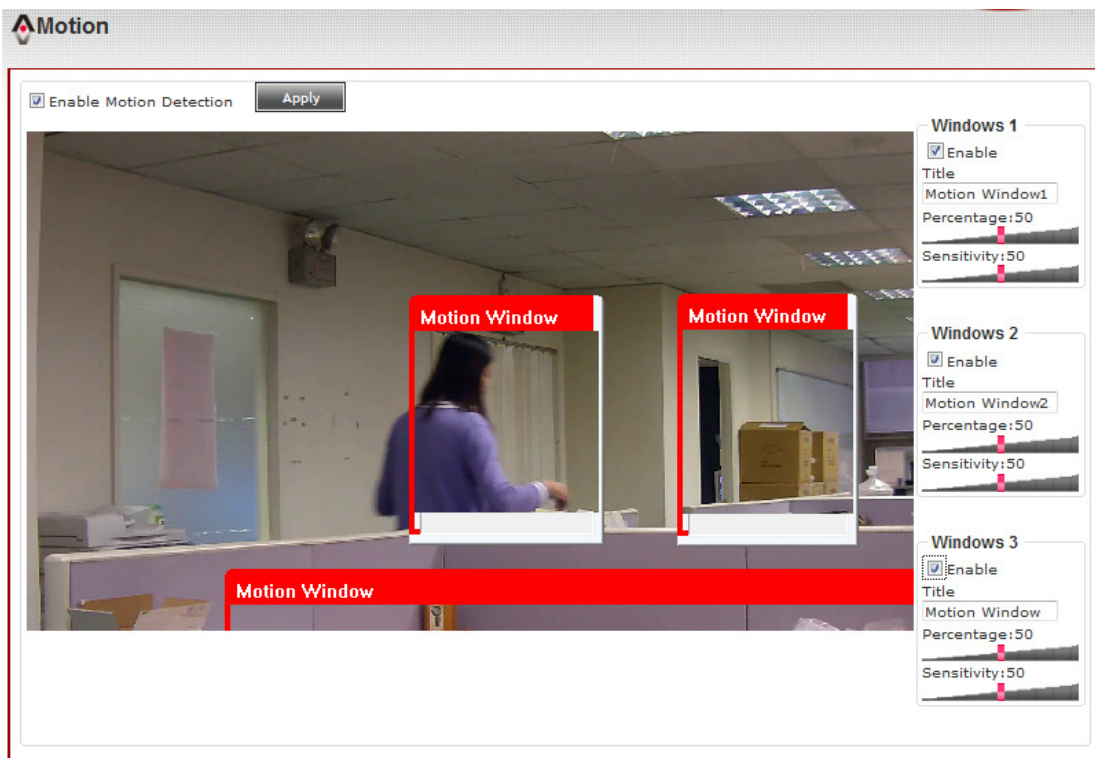 Motion
Enable Motion Detection
Apply
Motion Window
Motion Window
Motion Window
Windows 1
Enable
Title
Motion Window1
Percentage:50
Sensitivity:50
Windows 2
Enable
Title
Motion Window2
Percentage:50
Sensitivity:50
Windows 3
Enable
Title
Motion Window
Percentage:50
Sensitivity:50